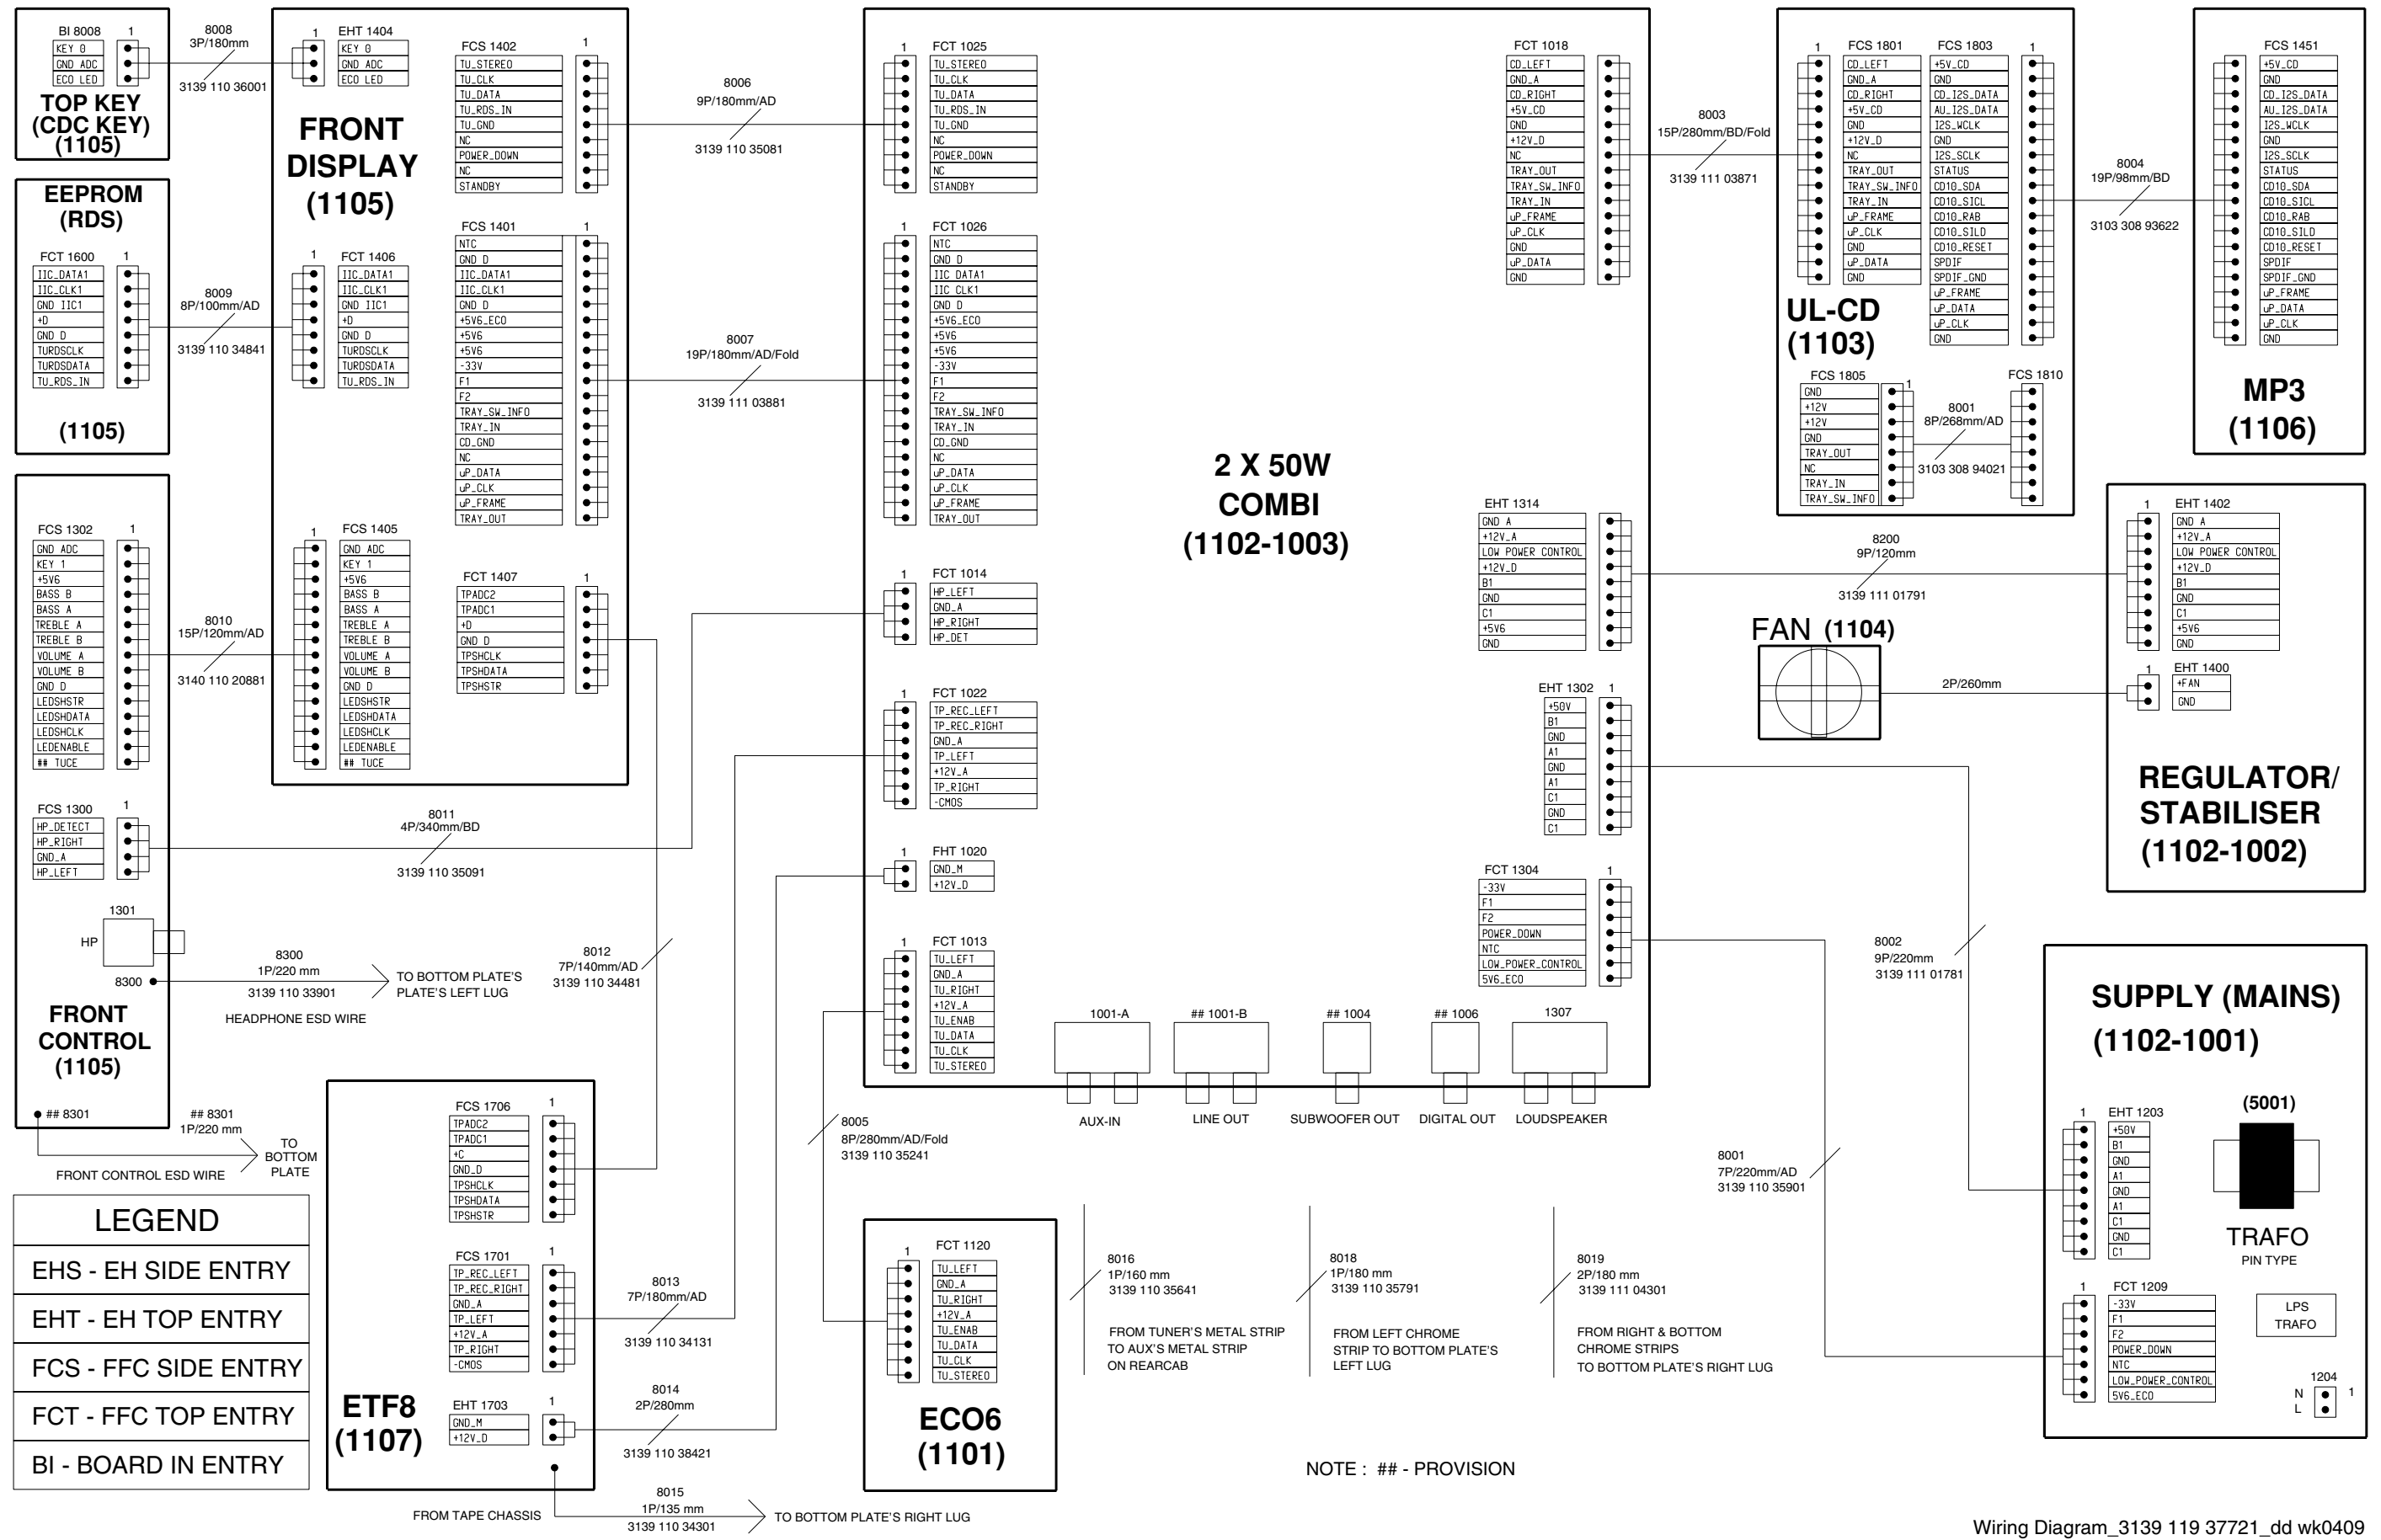 BI 8008
1
KEY 0
GND ADC
ECO LED
TOP KEY
(CDC KEY)
(1105)
8008
3P/180mm
3139 110 36001
1
EHT 1404
KEY 0
GND ADC
ECO LED
FRONT
DISPLAY
(1105)
FCS 1402
1
TU_STEREO
TU_CLK
TU_DATA
TU_RDS_IN
TU_GND
NC
POWER_DOWN
NC
STANDBY
8006
9P/180mm/AD
3139 110 35081
1
FCT 1025
TU_STEREO
TU_CLK
TU_DATA
TU_RDS_IN
TU_GND
NC
POWER_DOWN
NC
STANDBY
EEPROM
(RDS)
FCT 1600
1
IIC_DATA1
IIC_CLK1
GND IIC1
+D
GND D
TURDSCLK
TURDSDATA
TU_RDS_IN
(1105)
8009
8P/100mm/AD
3139 110 34841
1
FCT 1406
IIC_DATA1
IIC_CLK1
GND IIC1
+D
GND D
TURDSCLK
TURDSDATA
TU_RDS_IN
FCS 1401
1
NTC
GND D
IIC_DATA1
IIC_CLK1
GND D
+5V6_ECO
+5V6
+5V6
-33V
F1
F2
TRAY_SW_INFO
TRAY_IN
CD_GND
NC
uP_DATA
uP_CLK
uP_FRAME
TRAY_OUT
8007
19P/180mm/AD/Fold
3139 111 03881
1
FCT 1026
NTC
GND D
IIC DATA1
IIC CLK1
GND D
+5V6_ECO
+5V6
+5V6
-33V
F1
F2
TRAY_SW_INFO
TRAY_IN
CD_GND
NC
uP_DATA
uP_CLK
uP_FRAME
TRAY_OUT
2 X 50W
COMBI
(1102-1003)
FCT 1018
1
CD_LEFT
GND_A
CD_RIGHT
+5V_CD
GND
+12V_D
NC
TRAY_OUT
TRAY_SW_INFO
TRAY_IN
uP_FRAME
uP_CLK
GND
uP_DATA
GND
8003
15P/280mm/BD/Fold
3139 111 03871
1
FCS 1801
CD_LEFT
GND_A
CD_RIGHT
+5V_CD
GND
+12V_D
NC
TRAY_OUT
TRAY_SW_INFO
TRAY_IN
uP_FRAME
uP_CLK
GND
uP_DATA
GND
FCS 1803
1
+5V_CD
GND
CD_I2S_DATA
AU_I2S_DATA
I2S_WCLK
GND
I2S_SCLK
STATUS
CD10_SDA
CD10_SICL
CD10_RAB
CD10_SILD
CD10_RESET
SPDIF
SPDIF_GND
uP_FRAME
uP_DATA
uP_CLK
GND
UL-CD
(1103)
FCS 1805
1
GND
+12V
+12V
GND
TRAY_OUT
NC
TRAY_IN
TRAY_SW_INFO
8001
8P/268mm/AD
3103 308 94021
FCS 1810
8004
19P/98mm/BD
3103 308 93622
1
FCS 1451
+5V_CD
GND
CD_I2S_DATA
AU_I2S_DATA
I2S_WCLK
GND
I2S_SCLK
STATUS
CD10_SDA
CD10_SICL
CD10_RAB
CD10_SILD
CD10_RESET
SPDIF
SPDIF_GND
uP_FRAME
uP_DATA
uP_CLK
GND
MP3
(1106)
FCS 1302
1
GND ADC
KEY 1
+5V6
BASS B
BASS A
TREBLE A
TREBLE B
VOLUME A
VOLUME B
GND D
LEDSHSTR
LEDSHDATA
LEDSHCLK
LEDENABLE
## TUCE
8010
15P/120mm/AD
3140 110 20881
1
FCS 1405
GND ADC
KEY 1
+5V6
BASS B
BASS A
TREBLE A
TREBLE B
VOLUME A
VOLUME B
GND D
LEDSHSTR
LEDSHDATA
LEDSHCLK
LEDENABLE
## TUCE
FCT 1407
1
TPADC2
TPADC1
+D
GND D
TPSHCLK
TPSHDATA
TPSHSTR
1
FCT 1014
HP_LEFT
GND_A
HP_RIGHT
HP_DET
1
FCT 1022
TP_REC_LEFT
TP_REC_RIGHT
GND_A
TP_LEFT
+12V_A
TP_RIGHT
-CMOS
1
FHT 1020
GND_M
+12V_D
1
FCT 1013
TU_LEFT
GND_A
TU_RIGHT
+12V_A
TU_ENAB
TU_DATA
TU_CLK
TU_STEREO
EHT 1314
1
GND A
+12V_A
LOW POWER CONTROL
+12V_D
B1
GND
C1
+5V6
GND
8200
9P/120mm
3139 111 01791
1
EHT 1402
GND A
+12V_A
LOW POWER CONTROL
+12V_D
B1
GND
C1
+5V6
GND
FAN (1104)
2P/260mm
1
EHT 1400
+FAN
GND
REGULATOR/
STABILISER
(1102-1002)
EHT 1302
1
+50V
B1
GND
A1
GND
A1
C1
GND
C1
FCT 1304
1
-33V
F1
F2
POWER_DOWN
NTC
LOW_POWER_CONTROL
5V6_ECO
8002
9P/220mm
3139 111 01781
FCS 1300
1
HP_DETECT
HP_RIGHT
GND_A
HP_LEFT
8011
4P/340mm/BD
3139 110 35091
1301
HP
8300
8300
1P/220 mm
3139 110 33901
HEADPHONE ESD WIRE
TO BOTTOM PLATE'S
PLATE'S LEFT LUG
FRONT
CONTROL
(1105)
## 8301
## 8301
1P/220 mm
TO
BOTTOM
PLATE
FRONT CONTROL ESD WIRE
8012
7P/140mm/AD
3139 110 34481
1001-A
## 1001-B
## 1004
## 1006
1307
AUX-IN
LINE OUT
SUBWOOFER OUT
DIGITAL OUT
LOUDSPEAKER
8005
8P/280mm/AD/Fold
3139 110 35241
8001
7P/220mm/AD
3139 110 35901
SUPPLY (MAINS)
(1102-1001)
1
EHT 1203
+50V
B1
GND
A1
GND
A1
C1
GND
C1
(5001)
TRAFO
PIN TYPE
1
FCT 1209
-33V
F1
F2
POWER_DOWN
NTC
LOW_POWER_CONTROL
5V6_ECO
LPS
TRAFO
1204
N
L
1
LEGEND
EHS - EH SIDE ENTRY
EHT - EH TOP ENTRY
FCS - FFC SIDE ENTRY
FCT - FFC TOP ENTRY
BI - BOARD IN ENTRY
FCS 1706
1
TPADC2
TPADC1
+C
GND_D
TPSHCLK
TPSHDATA
TPSHSTR
FCS 1701
1
TP_REC_LEFT
TP_REC_RIGHT
GND_A
TP_LEFT
+12V_A
TP_RIGHT
-CMOS
8013
7P/180mm/AD
3139 110 34131
EHT 1703
1
GND_M
+12V_D
ETF8
(1107)
8014
2P/280mm
3139 110 38421
FROM TAPE CHASSIS
8015
1P/135 mm
3139 110 34301
TO BOTTOM PLATE'S RIGHT LUG
1
FCT 1120
TU_LEFT
GND_A
TU_RIGHT
+12V_A
TU_ENAB
TU_DATA
TU_CLK
TU_STEREO
ECO6
(1101)
8016
1P/160 mm
3139 110 35641
FROM TUNER'S METAL STRIP
TO AUX'S METAL STRIP
ON REARCAB
8018
1P/180 mm
3139 110 35791
FROM LEFT CHROME
STRIP TO BOTTOM PLATE'S
LEFT LUG
8019
2P/180 mm
3139 111 04301
FROM RIGHT & BOTTOM
CHROME STRIPS
TO BOTTOM PLATE'S RIGHT LUG
NOTE : ## - PROVISION
Wiring Diagram_3139 119 37721_dd wk0409